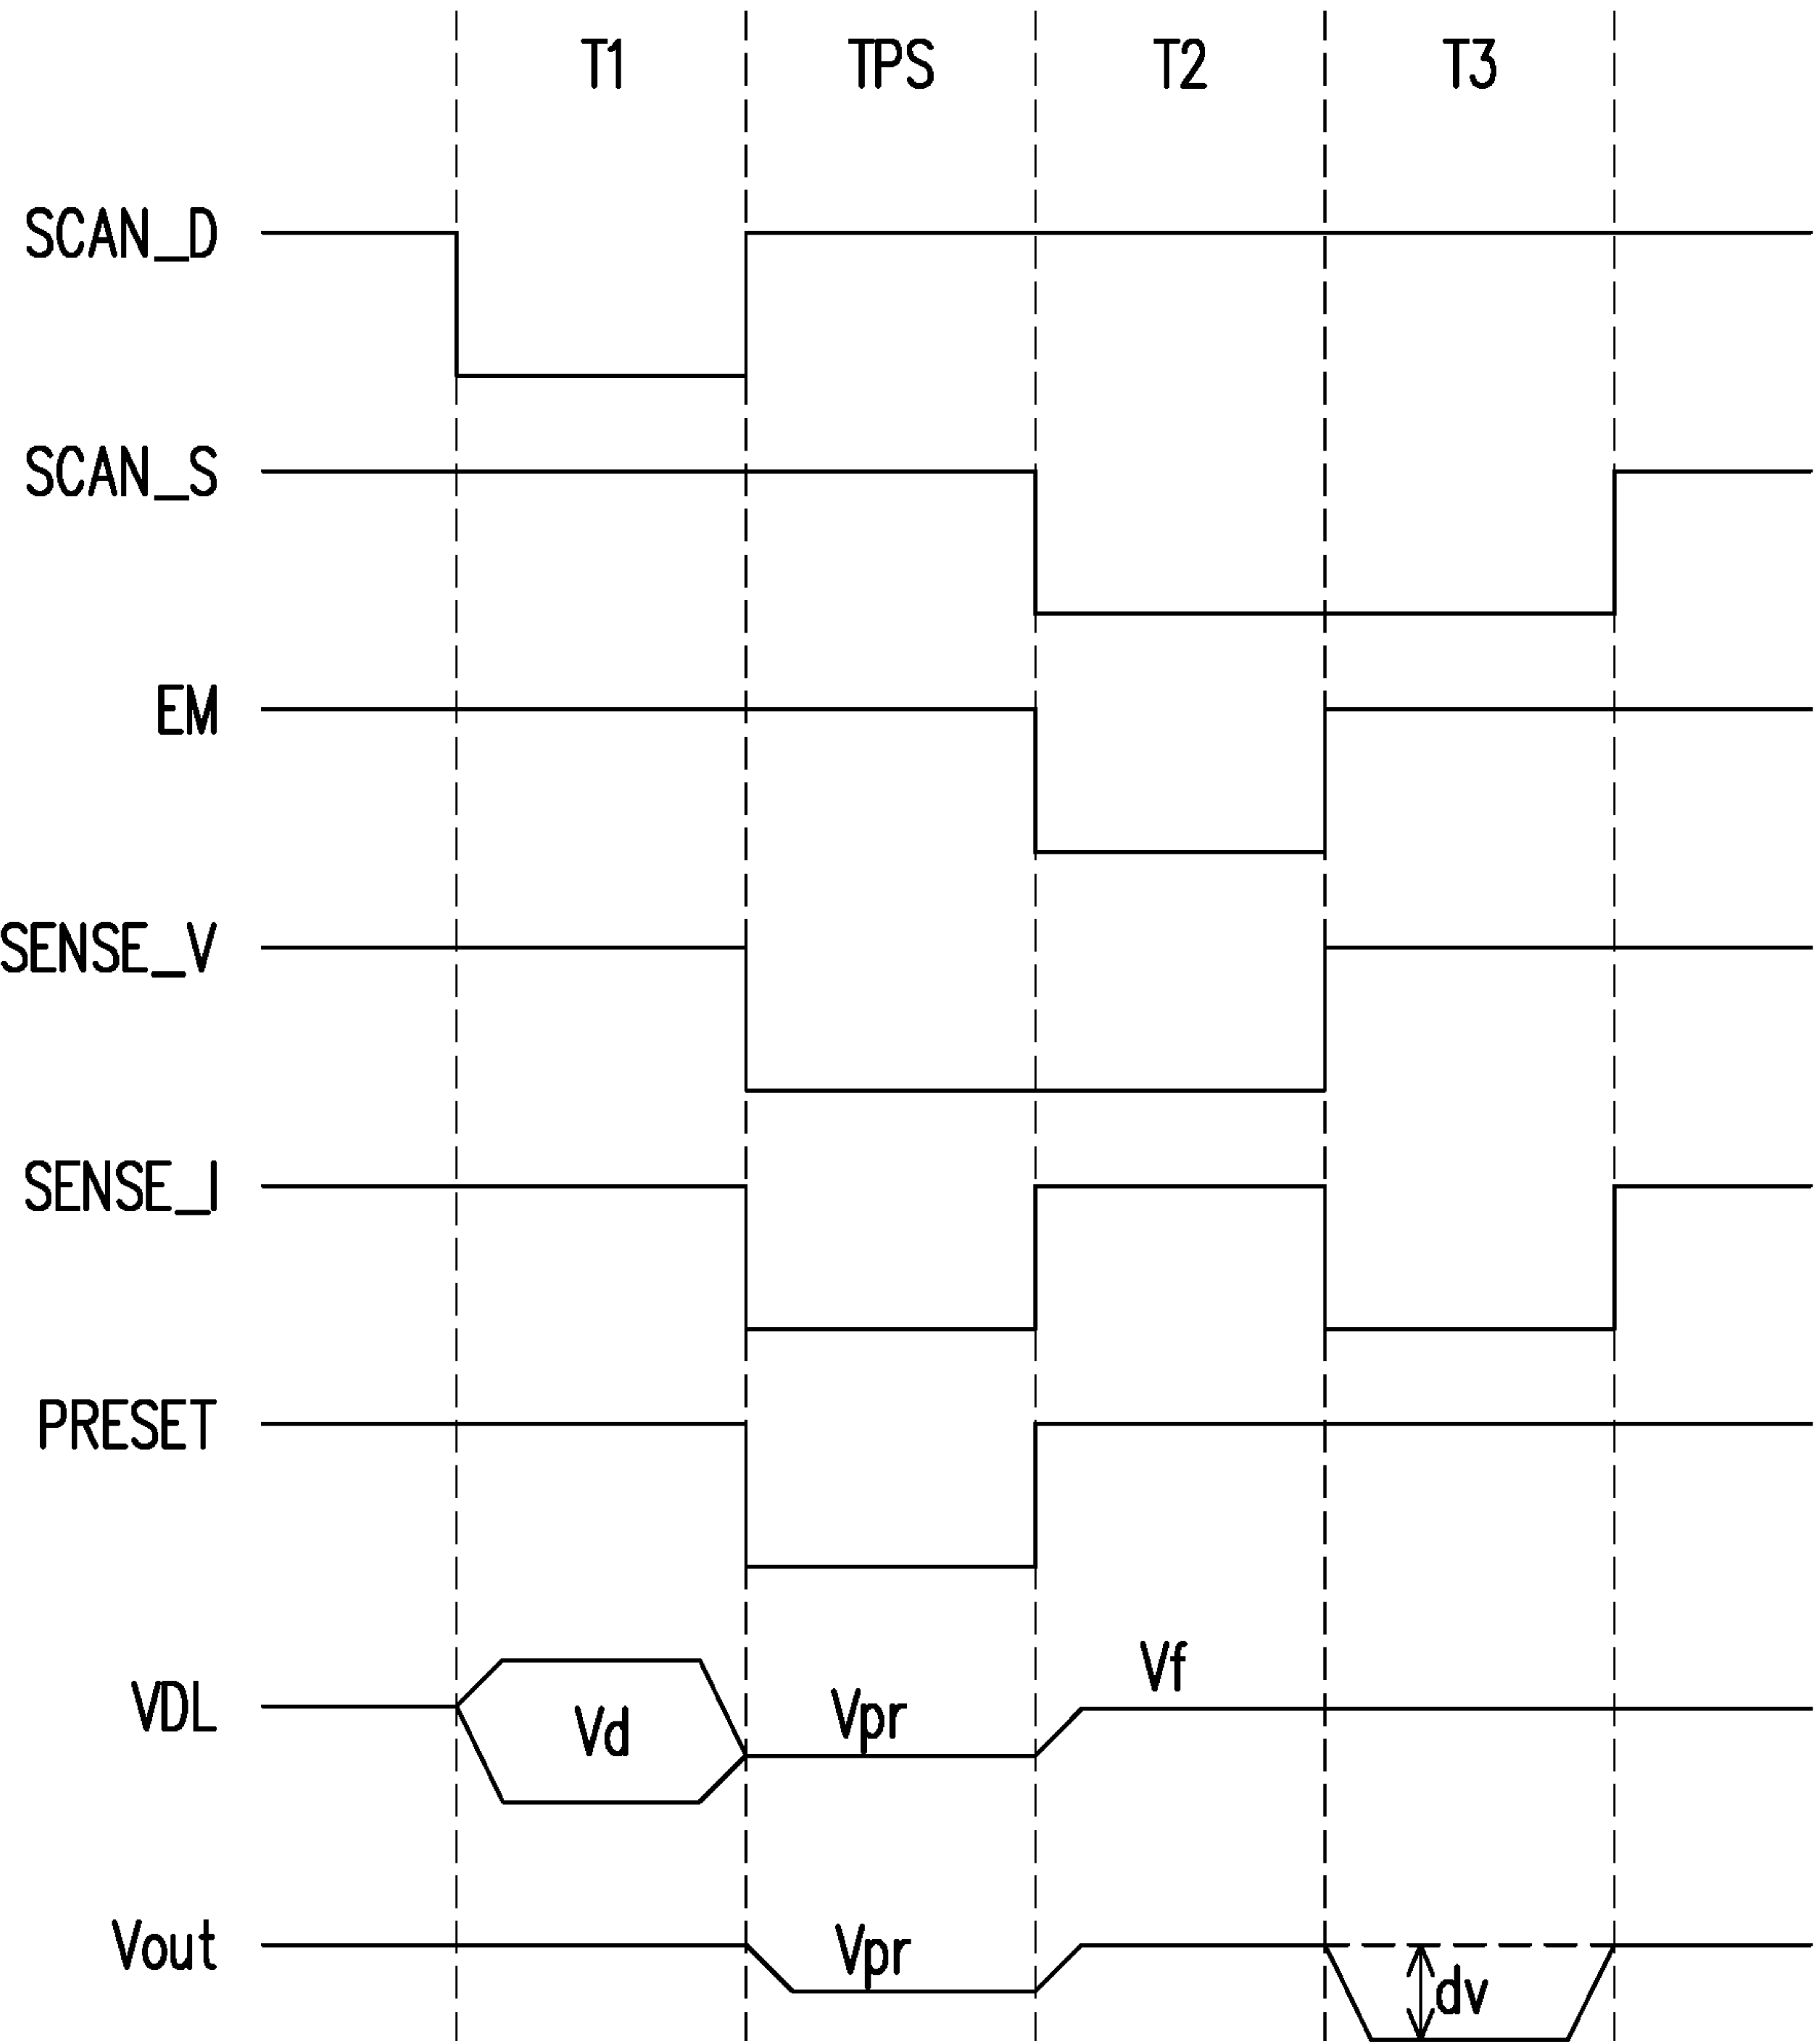 T1 TPS T2 T3
SCAN_D
SCAN_S
EM
SENSE_V
SENSE_I
PRESET
Vf
VDL Vd Vpr
Vout Vpr dv